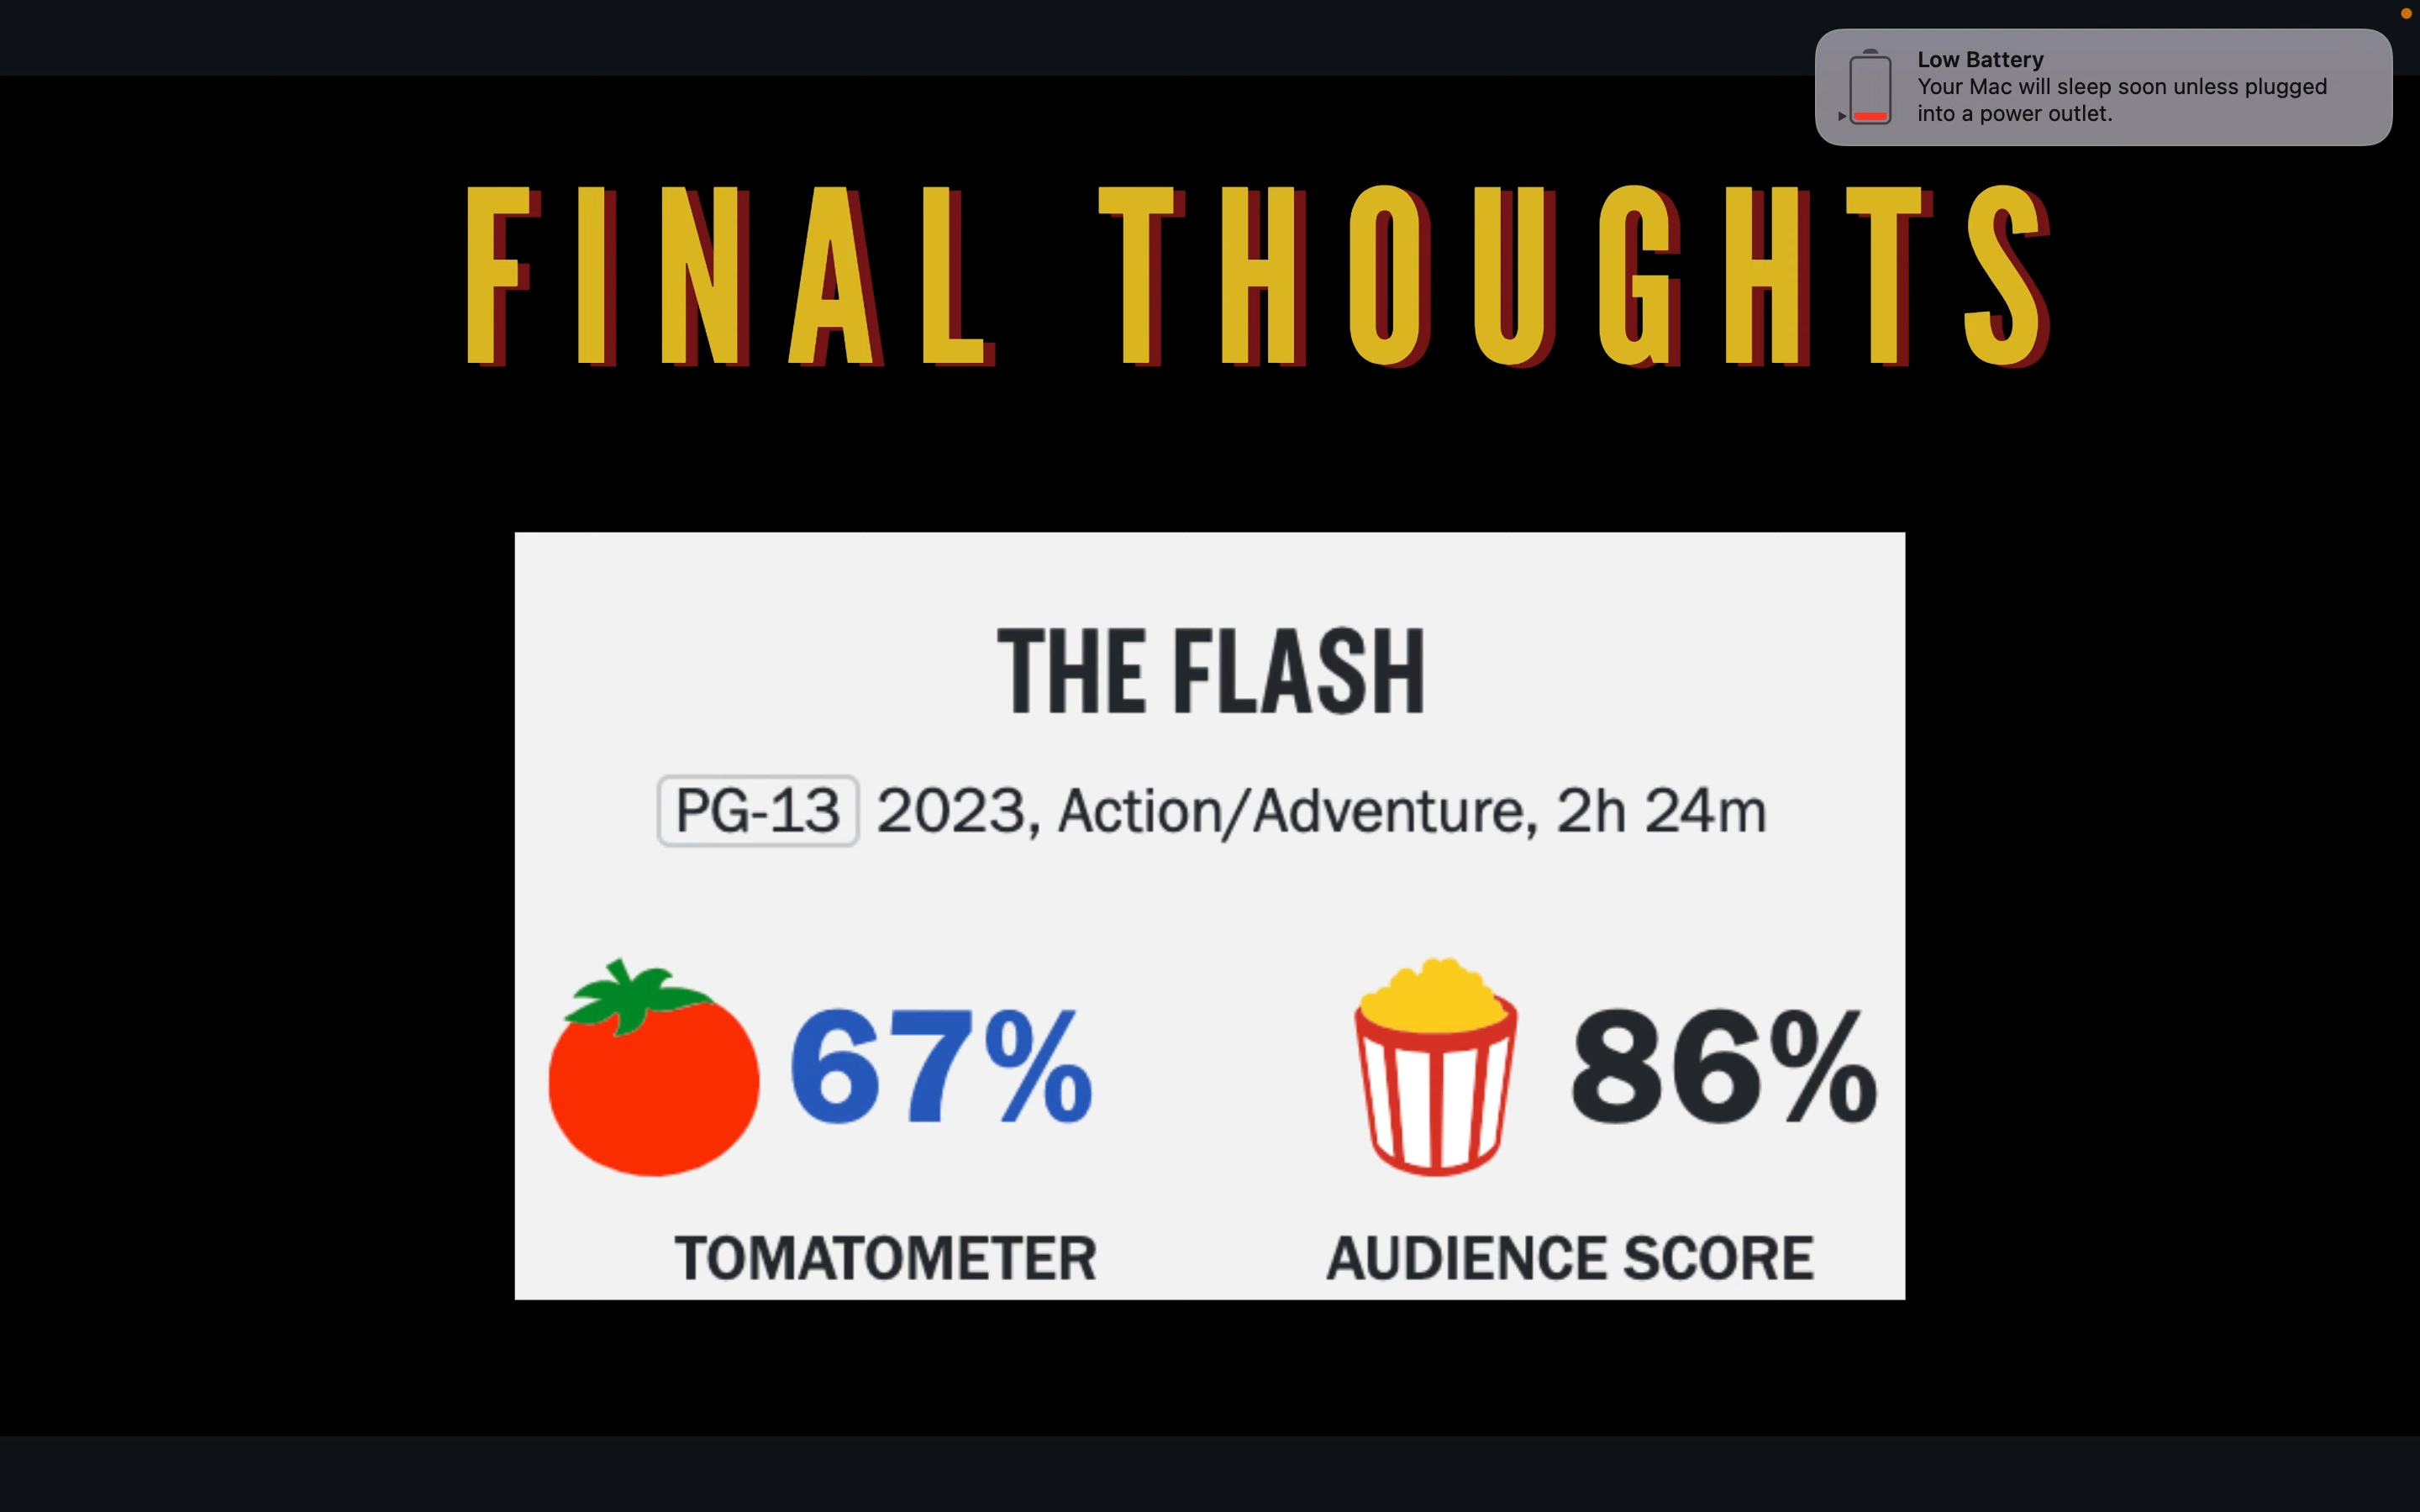 Low Battery
Your Mac will sleep soon unless plugged
into a power outlet.
FINAL THOUGHTS
THE FLASH
PG-13 2023, Action/Adventure, 2h 24m
67%
86%
TOMATOMETER
AUDIENCE SCORE